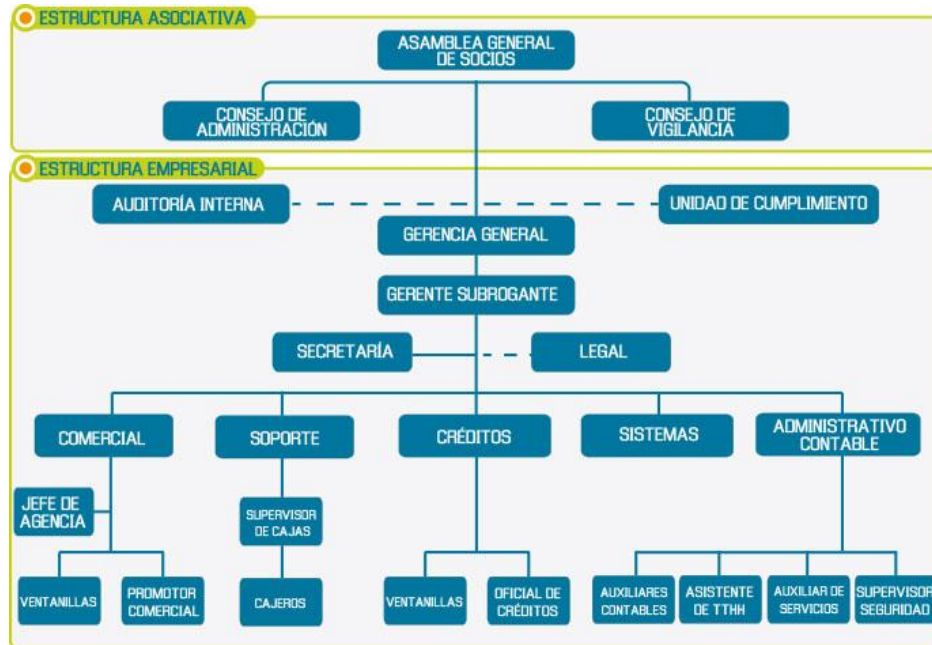 ESTRUCTURA ASOCIATIVA
ASAMBLEA GENERAL
DE SOCIOS
CONSEJO DE
ADMINISTRACIÓN
CONSEJO DE
VIGILANCIA
ESTRUCTURA EMPRESARIAL
AUDITORÍA INTERNA
UNIDAD DE CUMPLIMIENTO
GERENCIA GENERAL
GERENTE SUBROGANTE
SECRETARÍA
LEGAL
COMERCIAL
SOPORTE
CRÉDITOS
SISTEMAS
ADMINISTRATIVO
CONTABLE
JEFE DE
AGENCIA
SUPERVISOR
DE CAJAS
VENTANILLAS
PROMOTOR
COMERCIAL
CAJEROS
VENTANILLAS
OFICIAL DE
CRÉDITOS
AUXILIARES
CONTABLES
ASISTENTE
DE TTHH
AUXILIAR DE
SERVICIOS
SUPERVISOR
SEGURIDAD